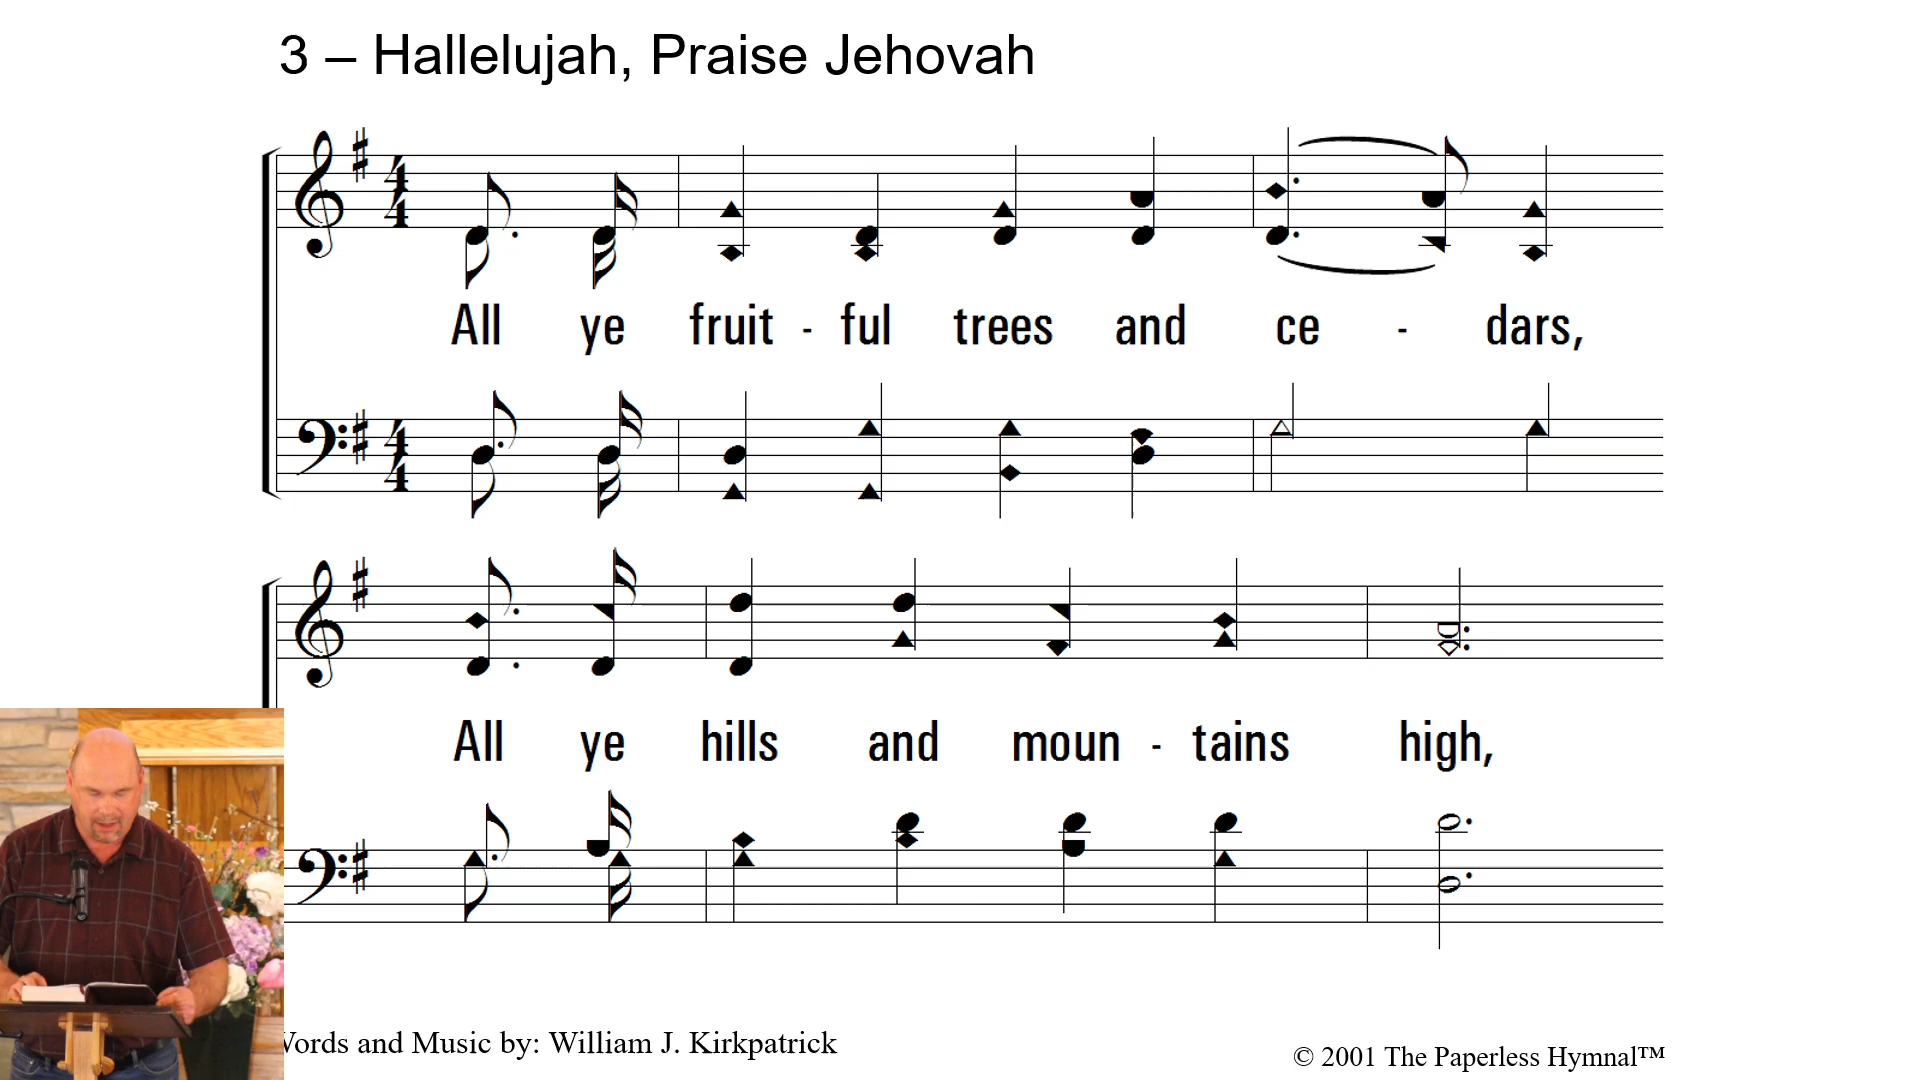 3 – Hallelujah, Praise Jehovah
All ye fruit - ful trees and ce - dars,
All ye hills and moun - tains high,
Words and Music by: William J. Kirkpatrick
© 2001 The Paperless Hymnal™